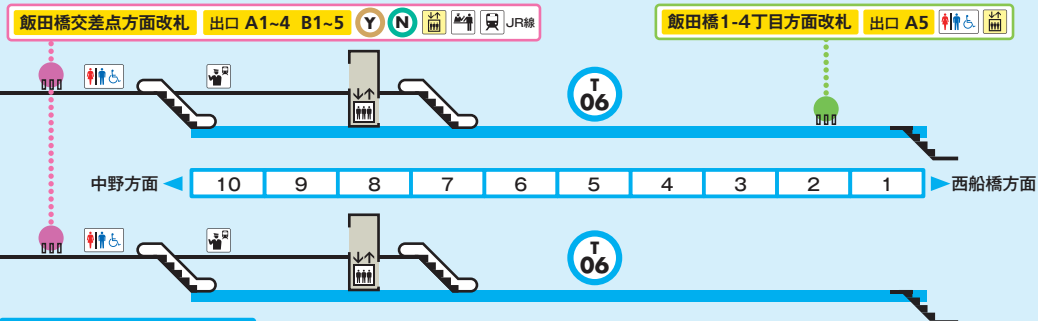 飯田橋交差点方面改札 出口 A1~4 B1~5 Y N JR線
飯田橋1-4丁目方面改札 出口 A5
T
06
中野方面 10 9 8 7 6 5 4 3 2 1 西船橋方面
T
06